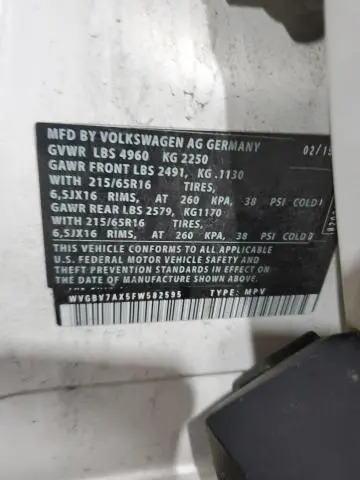 MFD BY VOLKSWAGEN AG GERMANY 02/15
GVWR LBS 4960 KG 2250
GAWR FRONT LBS 2491, KG.1130
WITH 215/65R16 TIRES,
6,5JX16 RIMS, AT 260 KPA, 38 PSI COLD
GAWR REAR LBS 2579, KG1170
WITH 215/65R16 TIRES,
6,5JX16 RIMS, AT 260 KPA, 38 PSI COLD
THIS VEHICLE CONFORMS TO ALL APPLICABLE
U.S. FEDERAL MOTOR VEHICLE SAFETY AND
THEFT PREVENTION STANDARDS IN EFFECT ON
THE DATE OF MANUFACTURE SHOWN ABOVE.
WVGBV7AX5FW582595 TYPE: MPV